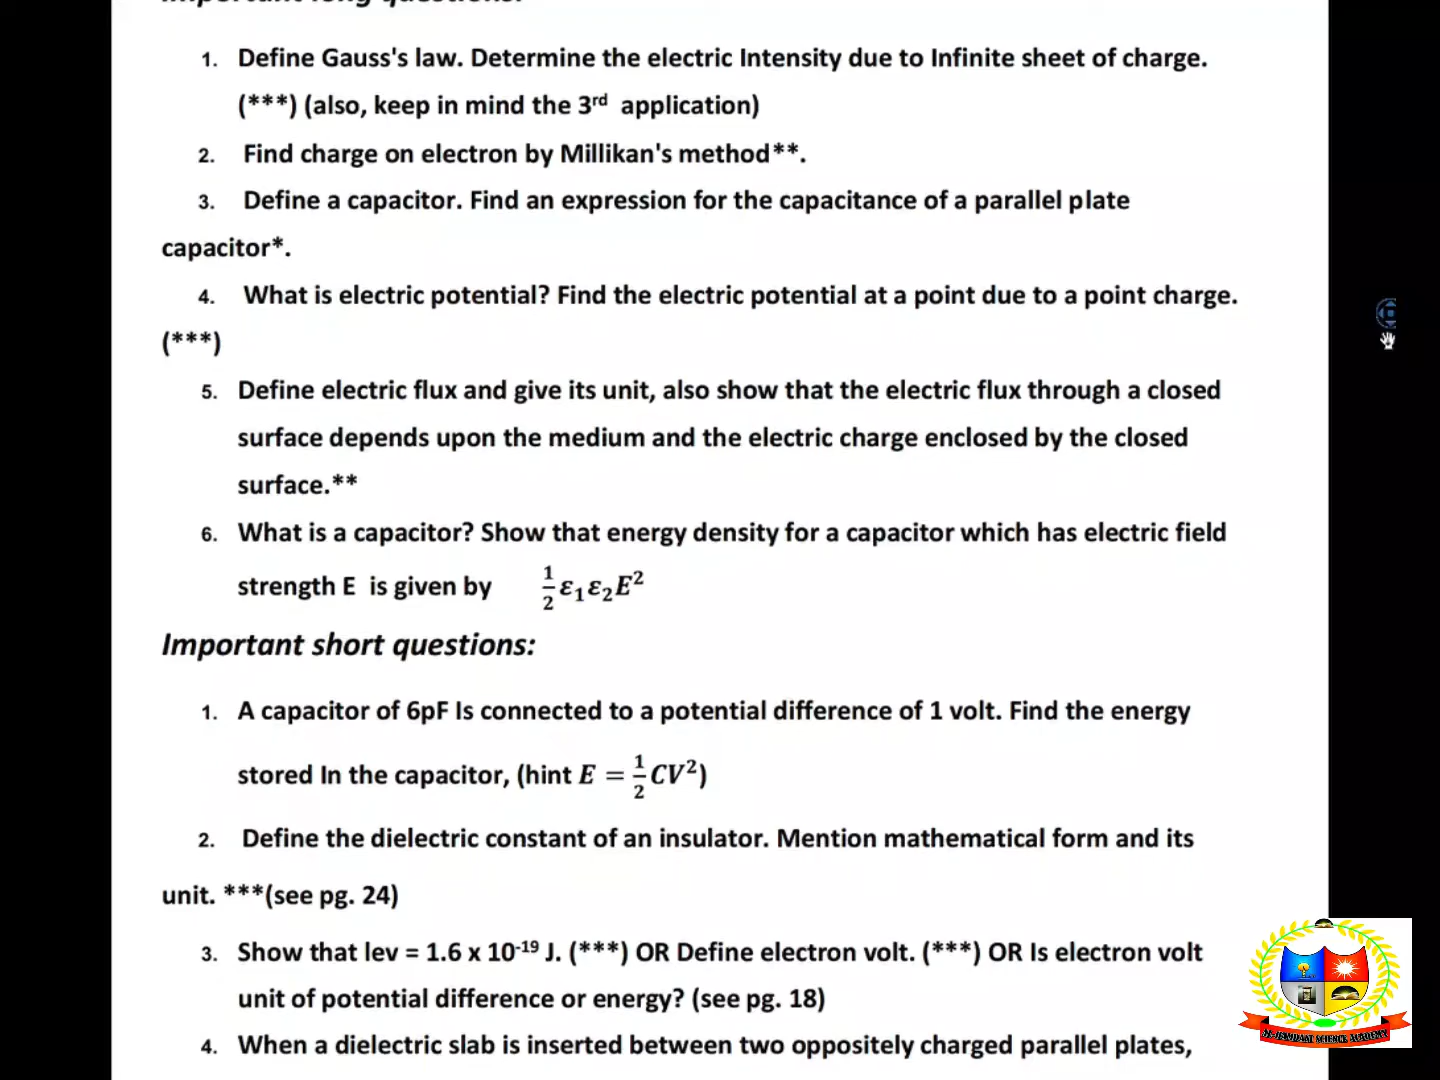 1. Define Gauss's law. Determine the electric Intensity due to Infinite sheet of charge.
(***) (also, keep in mind the 3rd application)
2. Find charge on electron by Millikan's method**.
3. Define a capacitor. Find an expression for the capacitance of a parallel plate
capacitor*.
4. What is electric potential? Find the electric potential at a point due to a point charge.
(***)
5. Define electric flux and give its unit, also show that the electric flux through a closed
surface depends upon the medium and the electric charge enclosed by the closed
surface.**
6. What is a capacitor? Show that energy density for a capacitor which has electric field
strength E is given by 1/2 ε₁ε₂E²
Important short questions:
1. A capacitor of 6pF Is connected to a potential difference of 1 volt. Find the energy
stored In the capacitor, (hint E = 1/2 CV²)
2. Define the dielectric constant of an insulator. Mention mathematical form and its
unit. ***(see pg. 24)
3. Show that lev = 1.6 x 10⁻¹⁹ J. (***) OR Define electron volt. (***) OR Is electron volt
unit of potential difference or energy? (see pg. 18)
4. When a dielectric slab is inserted between two oppositely charged parallel plates,
SCIENCE ACADEMY